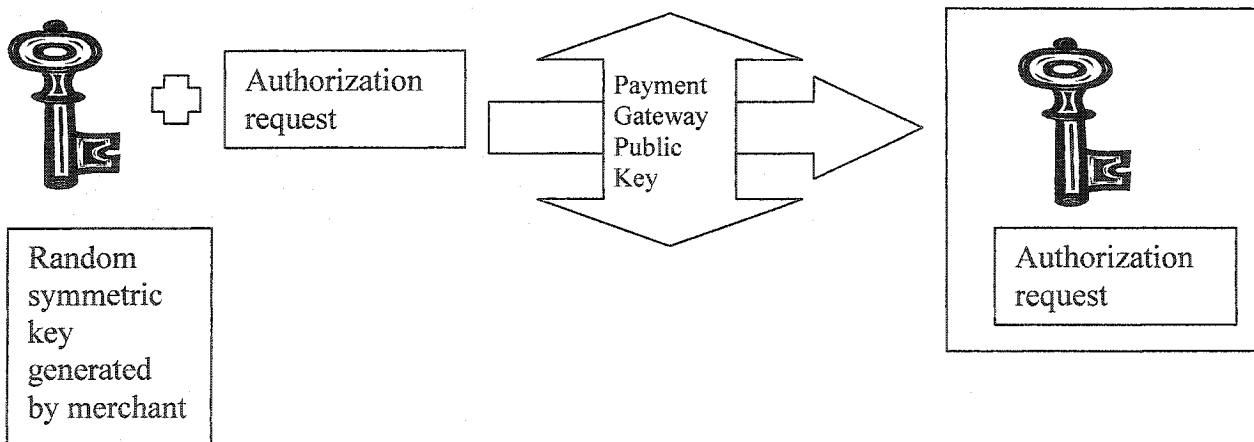 Authorization
request
Random
symmetric
key
generated
by merchant
Payment
Gateway
Public
Key
Authorization
request